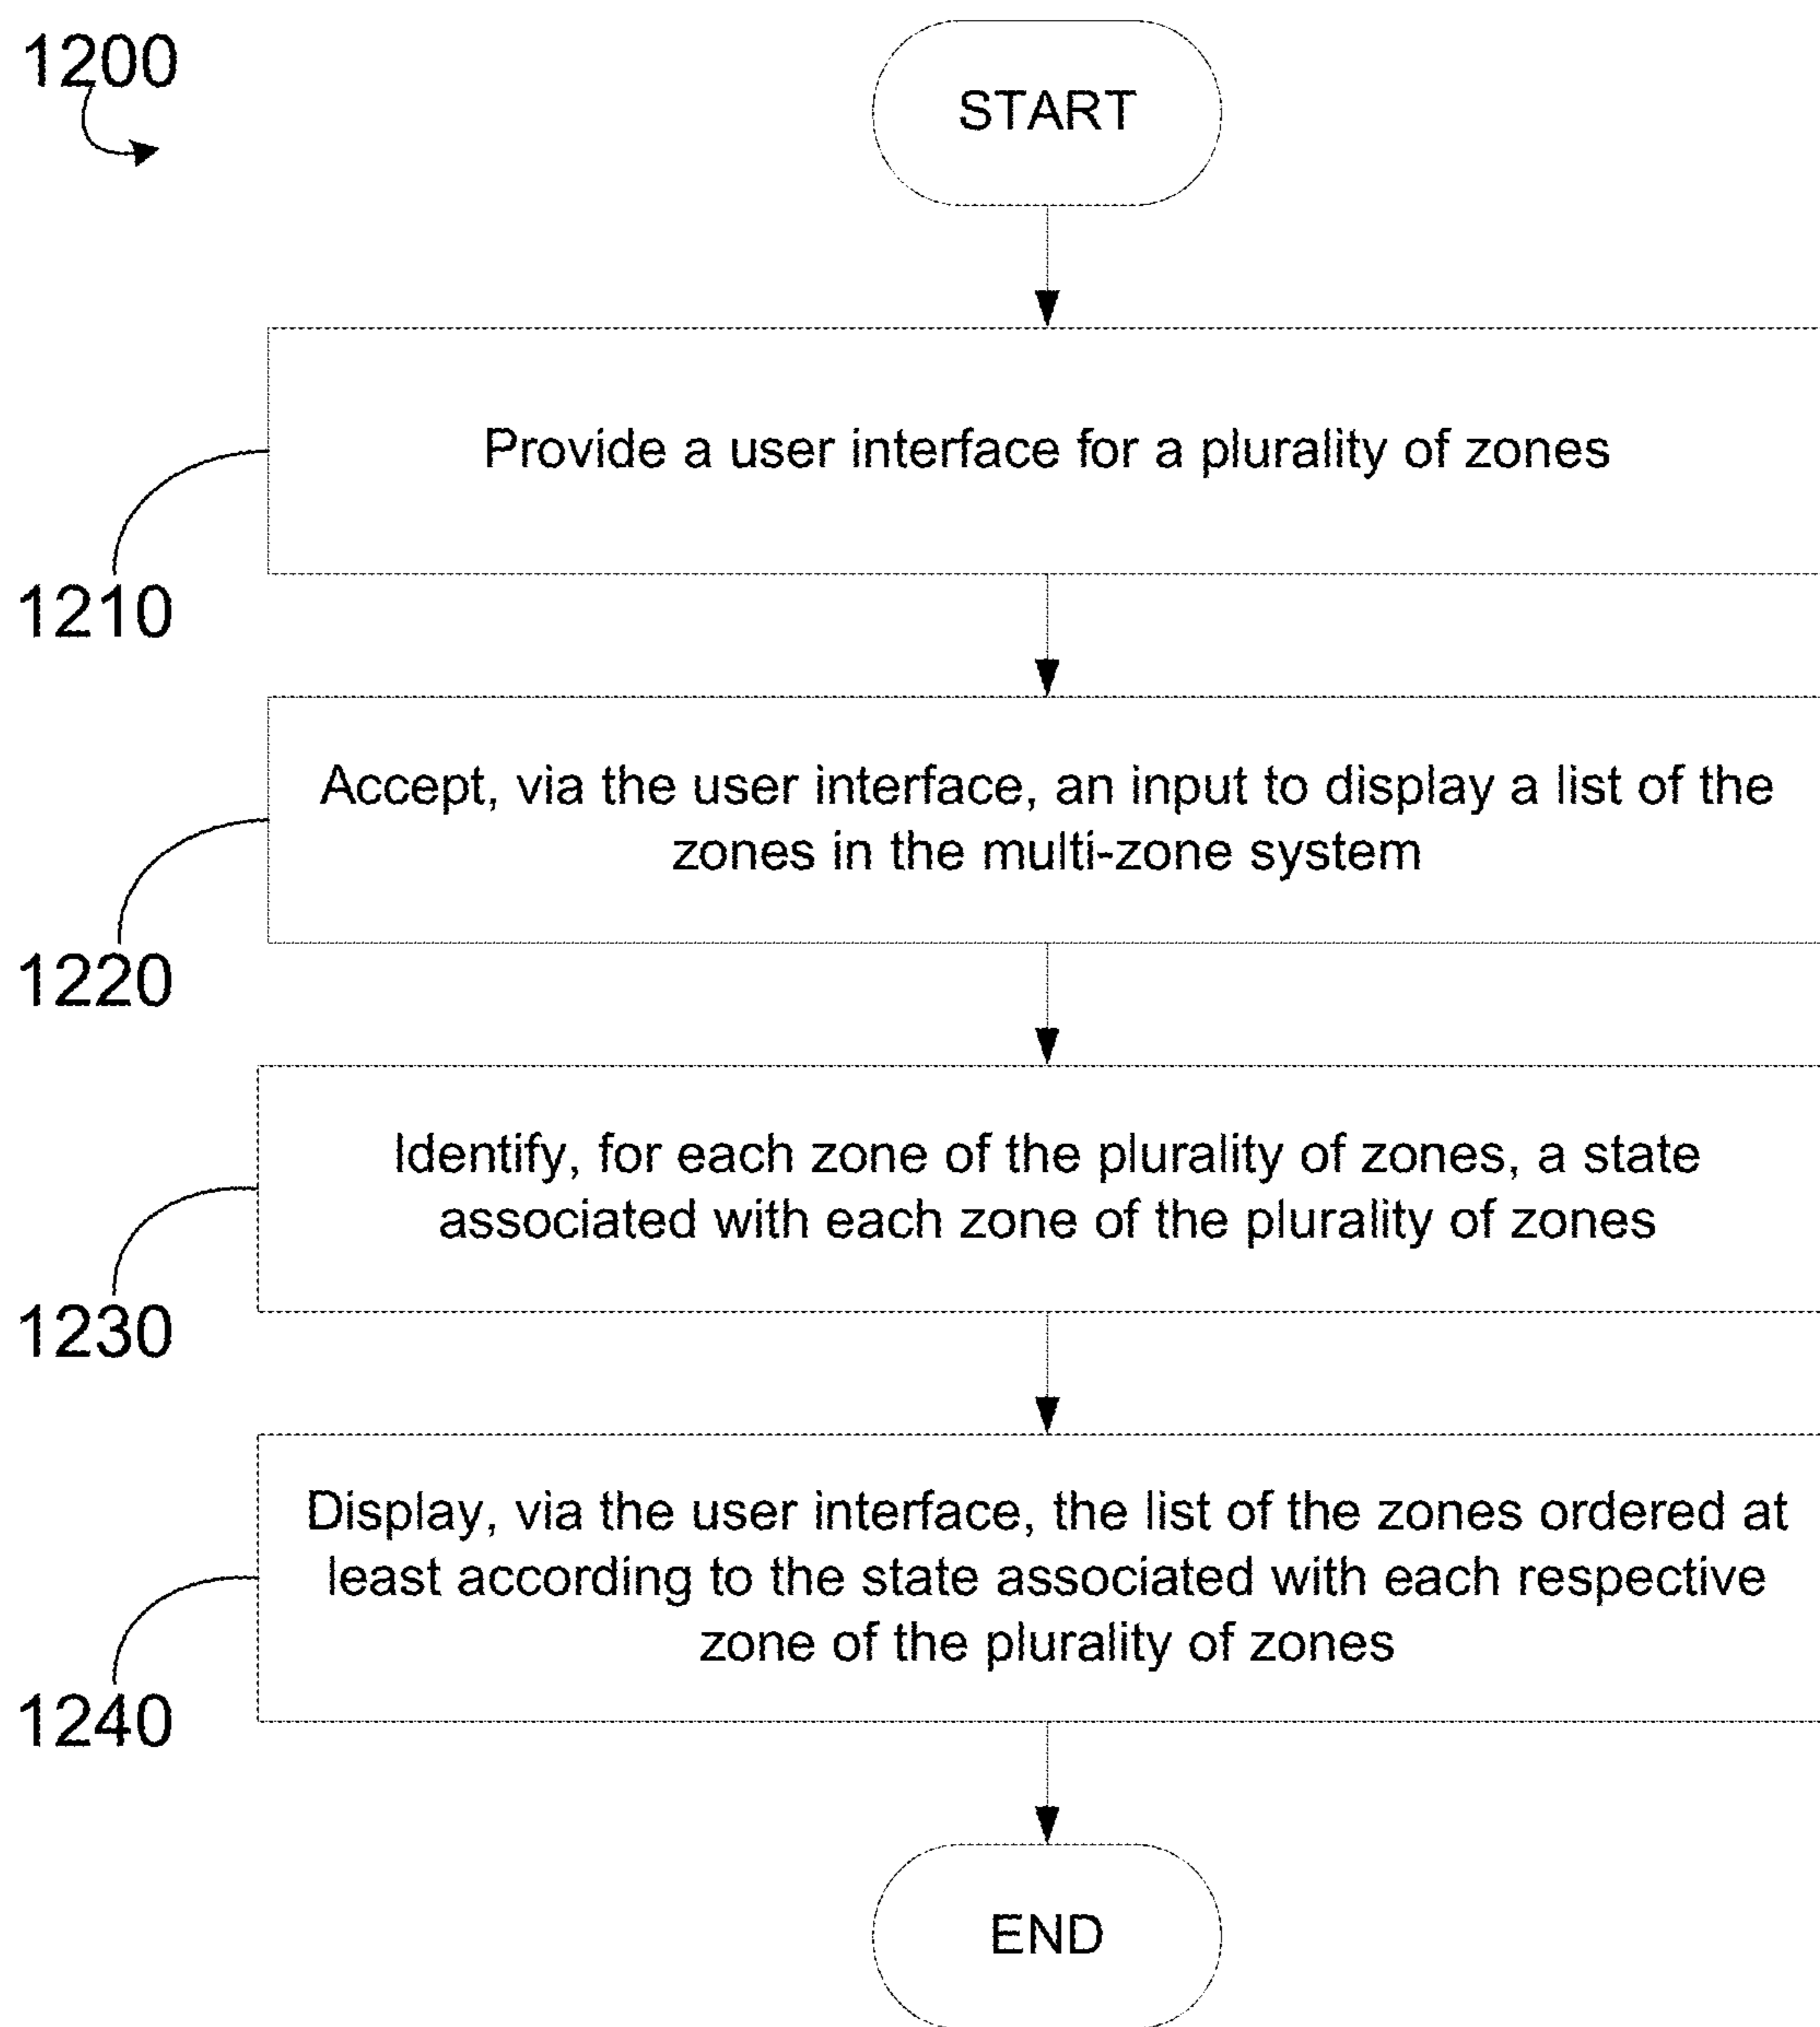 1200
START
Provide a user interface for a plurality of zones
1210
Accept, via the user interface, an input to display a list of the
zones in the multi-zone system
1220
Identify, for each zone of the plurality of zones, a state
associated with each zone of the plurality of zones
1230
Display, via the user interface, the list of the zones ordered at
least according to the state associated with each respective
zone of the plurality of zones
1240
END